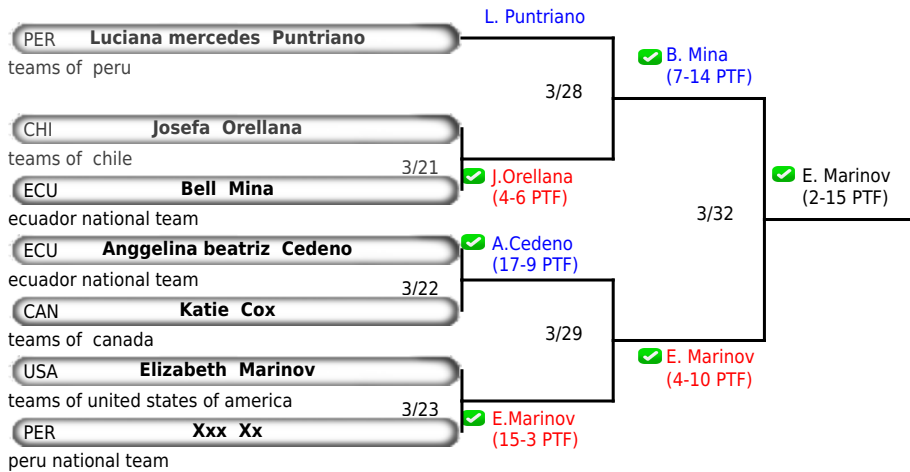 L. Puntriano
PER Luciana mercedes Puntriano
teams of peru
B. Mina
(7-14 PTF)
3/28
CHI Josefa Orellana
teams of chile
3/21
J.Orellana
(4-6 PTF)
ECU Bell Mina
ecuador national team
E. Marinov
(2-15 PTF)
3/32
ECU Anggelina beatriz Cedeno
ecuador national team
A.Cedeno
(17-9 PTF)
3/22
CAN Katie Cox
teams of canada
3/29
E. Marinov
(4-10 PTF)
USA Elizabeth Marinov
teams of united states of america
3/23
E.Marinov
(15-3 PTF)
PER Xxx Xx
peru national team